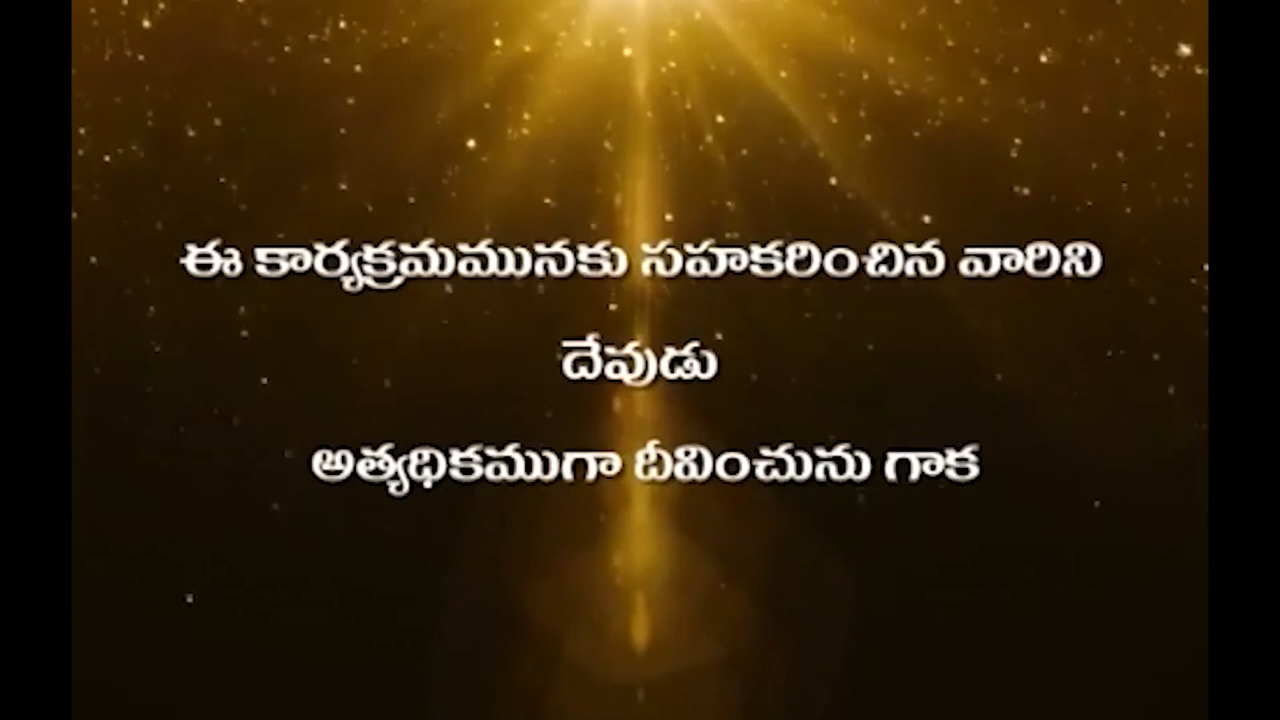 ఈ కార్యక్రమమునకు సహకరించిన వారిని
దేవుడు
అత్యధికముగా దీవించును గాక